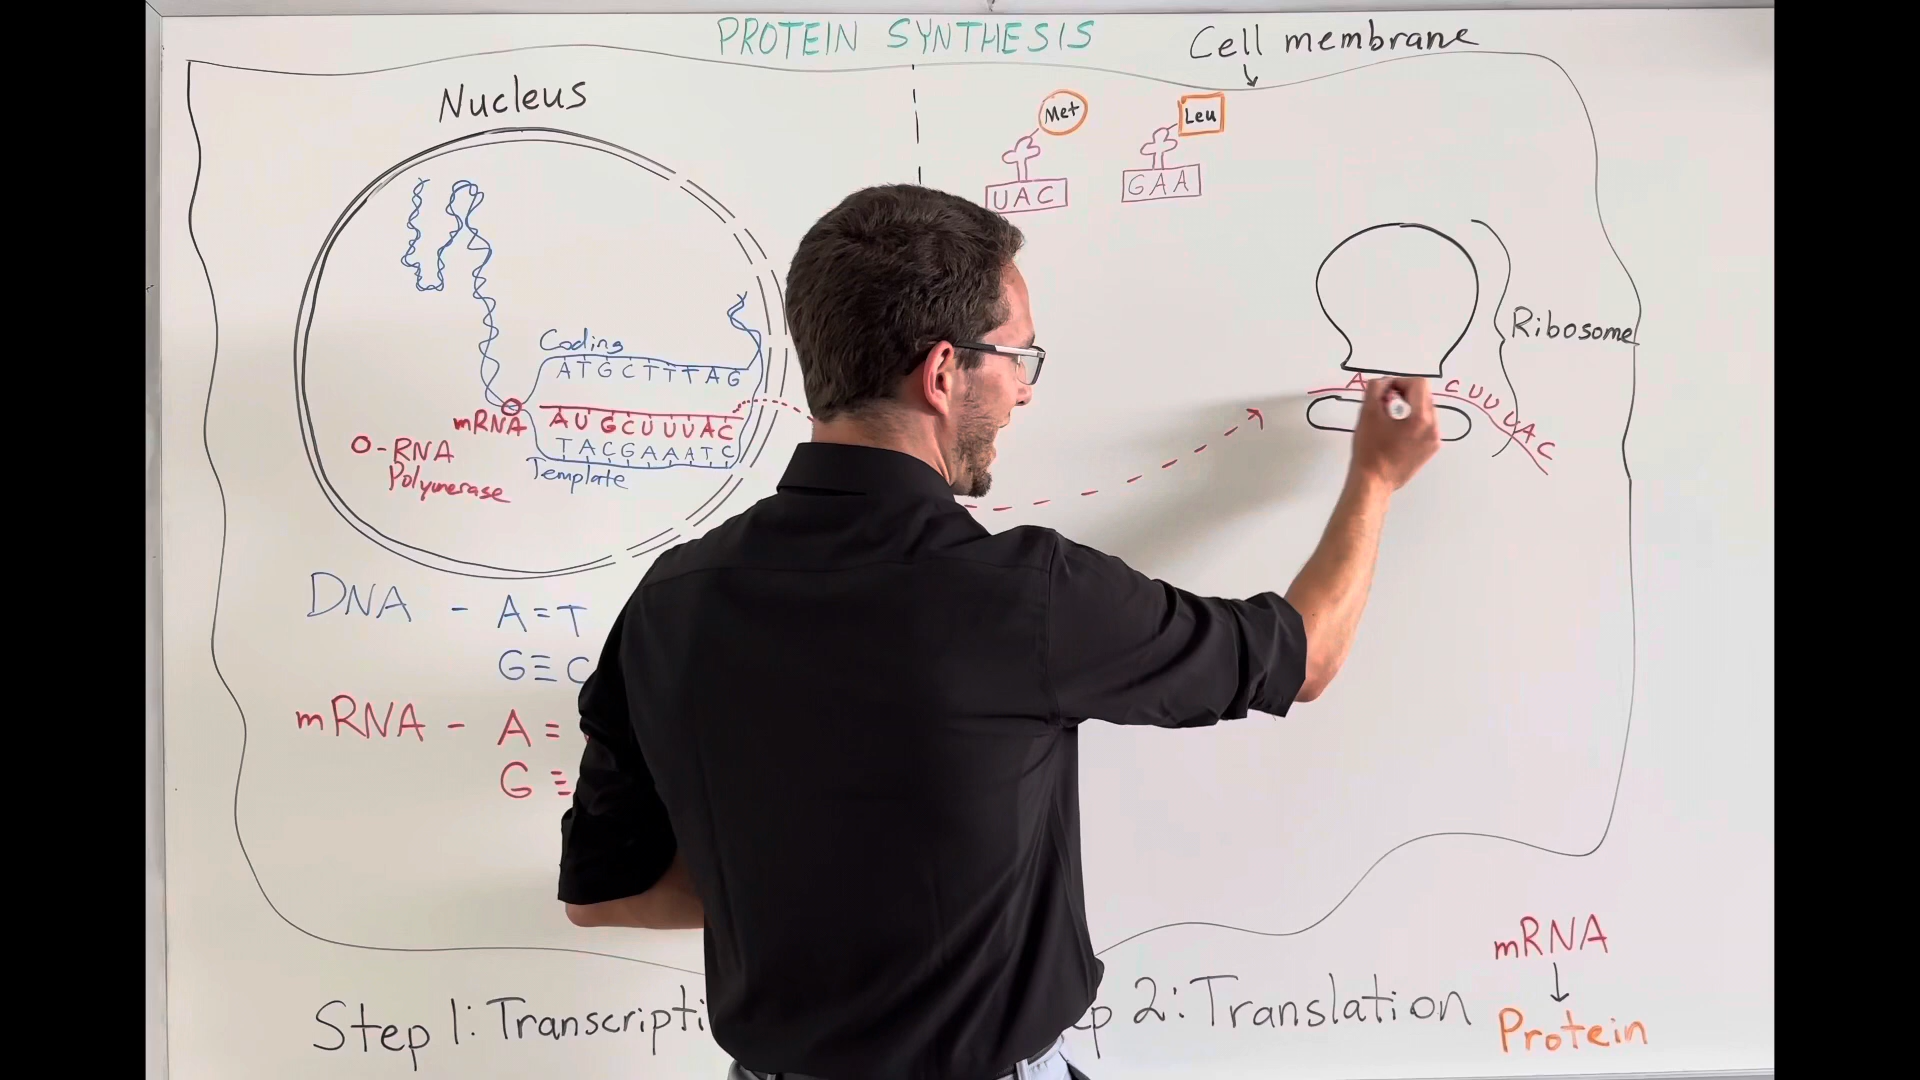 PROTEIN SYNTHESIS
Cell membrane
Nucleus
Met
Leu
UAC
GAA
Coding
ATGCTTTAG
mRNA
AUGCUUUAC
TACGAAATC
Template
O-RNA
Polymerase
Ribosome
A
CUUUAC
DNA - A=T
G≡C
mRNA - A=
G≡
Step 1: Transcripti
ep 2: Translation
mRNA
↓
Protein